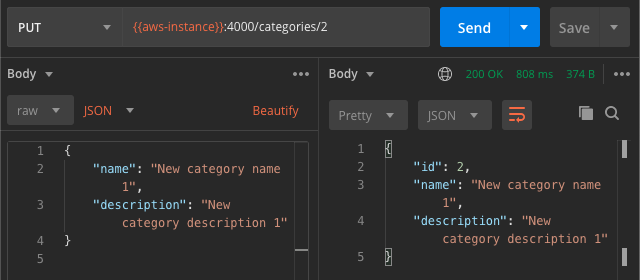 PUT {{aws-instance}}:4000/categories/2 Send Save
Body
raw JSON Beautify
1 {
2 "name": "New category name
1",
3 "description": "New
category description 1"
4 }
5
Body 200 OK 808 ms 374 B
Pretty JSON
1 {
2 "id": 2,
3 "name": "New category name
1",
4 "description": "New
category description 1"
5 }